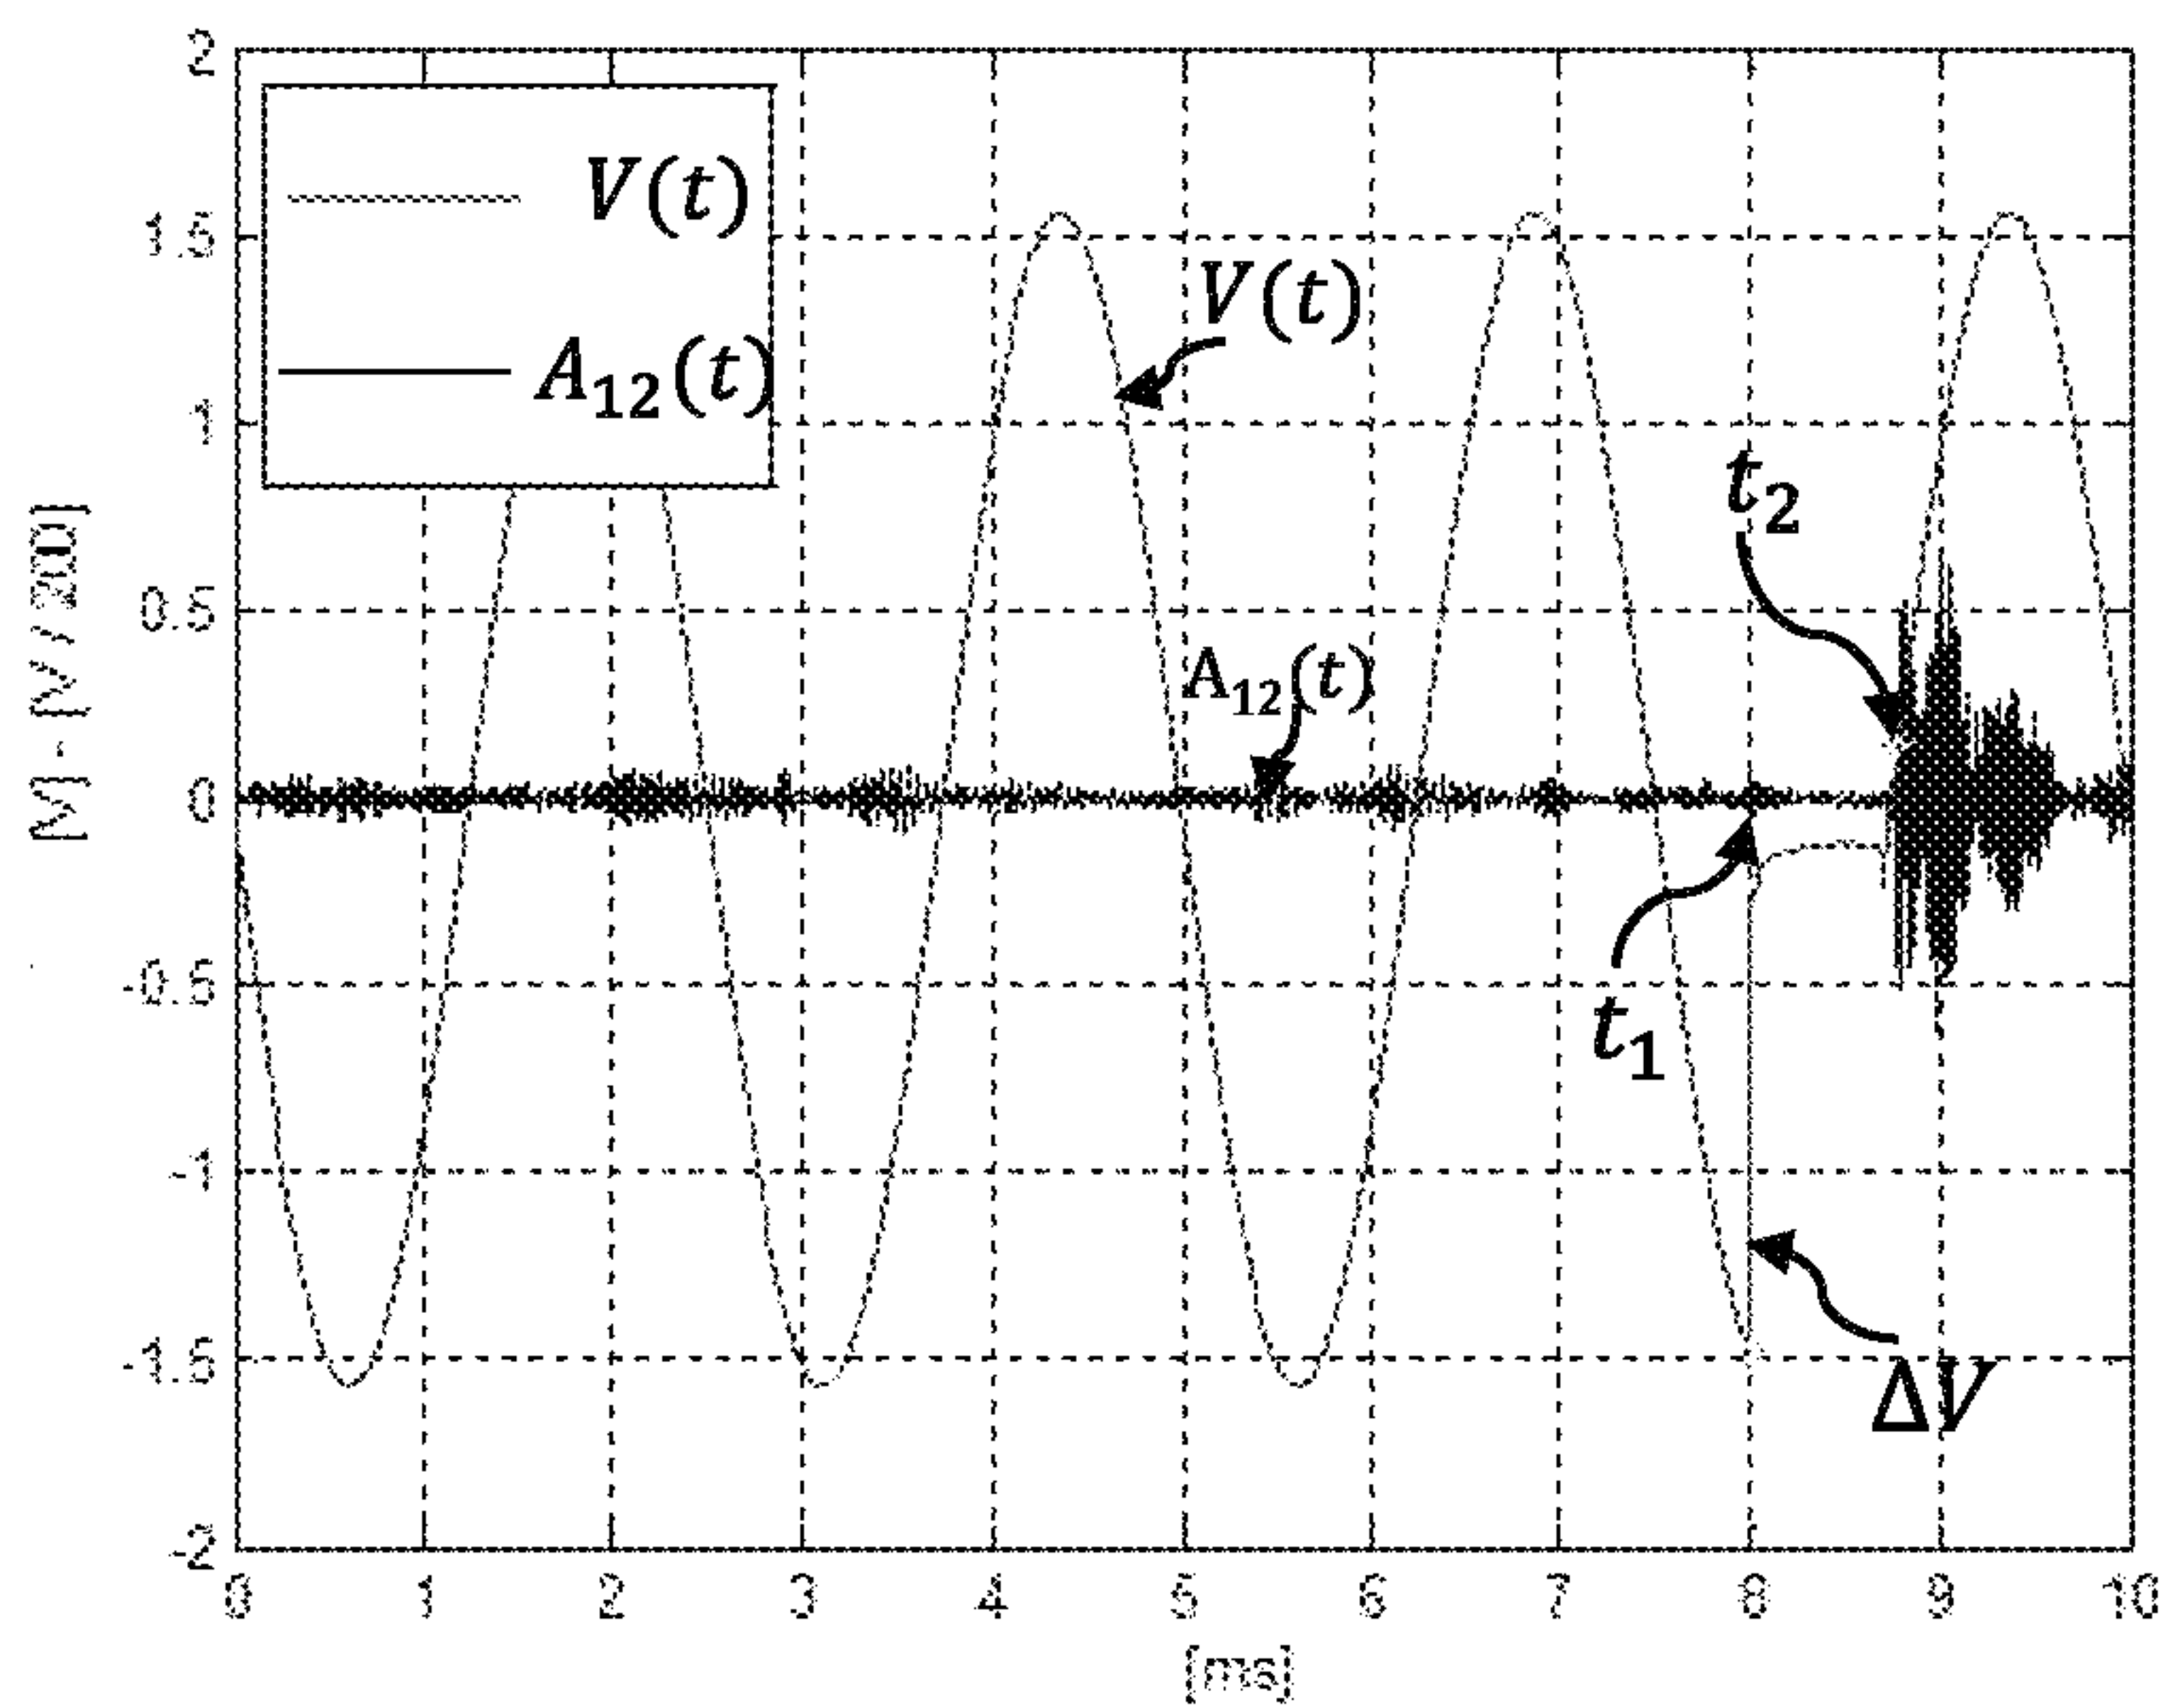 2
1.5
1
0.5
0
-0.5
-1
-1.5
-2
[V] - [V / 200]
V(t)
A₁₂(t)
V(t)
A₁₂(t)
t₂
t₁
ΔV
0 1 2 3 4 5 6 7 8 9 10
[ms]